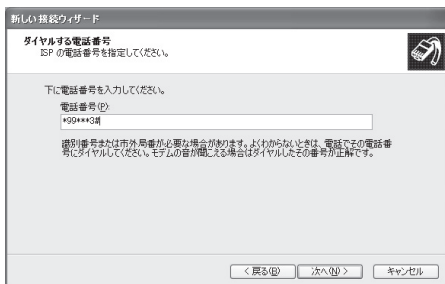 新しい接続ウィザード
ダイヤルする電話番号
ISP の電話番号を指定してください。
下に電話番号を入力してください。
電話番号(P):
*99***3#
識別番号または市外局番が必要な場合があります。よくわからないときは、電話でその電話番
号にダイヤルしてください。モデムの音が聞こえる場合はダイヤルしたその番号が正解です。
< 戻る(B)
次へ(N) >
キャンセル